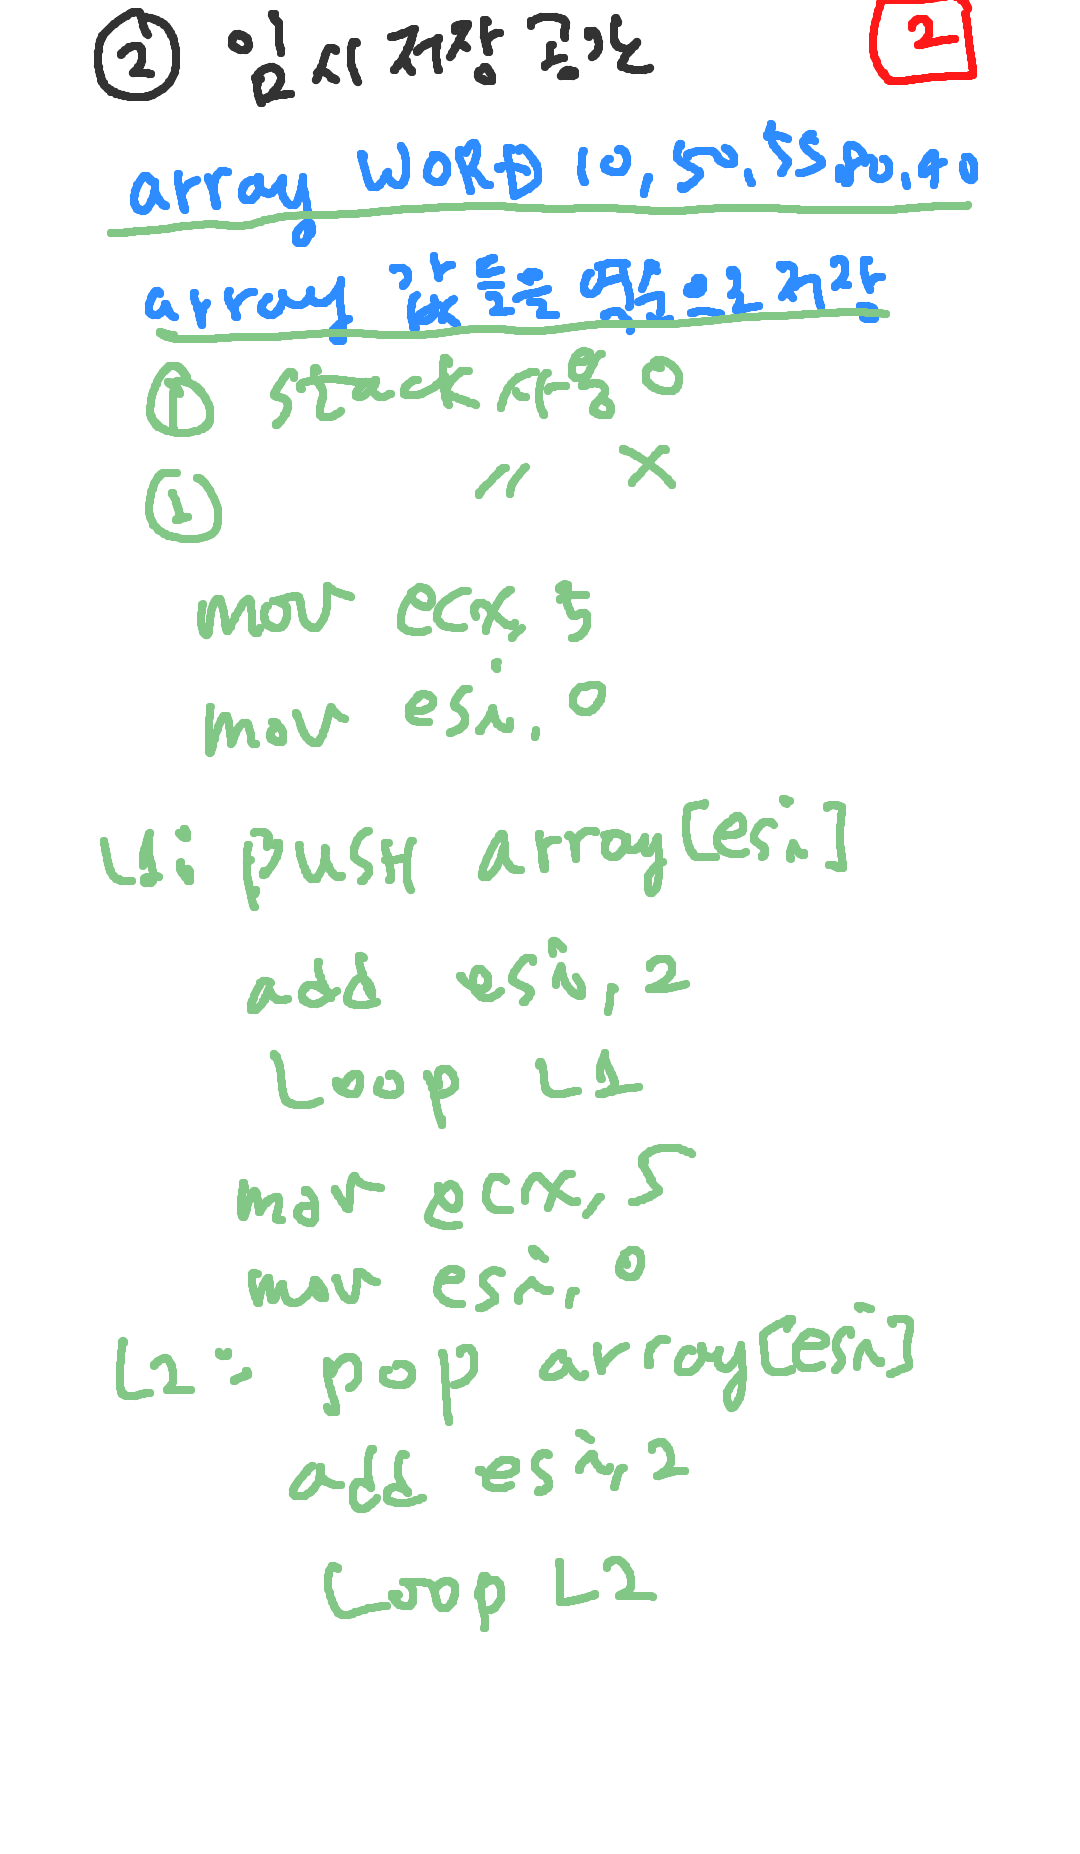 ② 임시 저장 공간 2
array WORD 10, 50, 55, 80, 40
array 값들을 역순으로 저장
① stack 사용 O
① 〃 X
mov ecx, 5
mov esi, 0
L1: push array[esi]
add esi, 2
Loop L1
mov ecx, 5
mov esi, 0
L2: pop array[esi]
add esi, 2
Loop L2